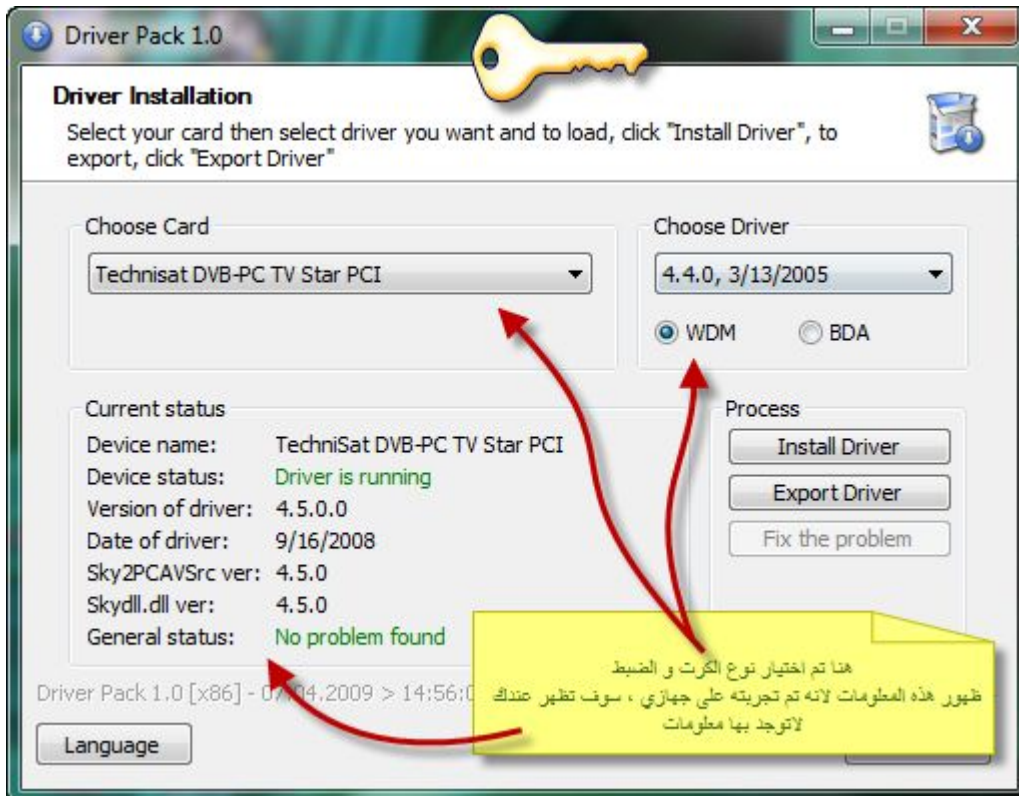 Driver Pack 1.0
Driver Installation
Select your card then select driver you want and to load, click "Install Driver", to
export, click "Export Driver"
Choose Card
Technisat DVB-PC TV Star PCI
Choose Driver
4.4.0, 3/13/2005
WDM
BDA
Current status
Device name: TechniSat DVB-PC TV Star PCI
Device status: Driver is running
Version of driver: 4.5.0.0
Date of driver: 9/16/2008
Sky2PCAVSrc ver: 4.5.0
Skydll.dll ver: 4.5.0
General status: No problem found
Process
Install Driver
Export Driver
Fix the problem
هنا تم اختيار نوع الكرت و الضبط
ظهور هذه المعلومات لانه تم تجربته على جهازي ، سوف تظهر عندك
لاتوجد بها معلومات
Driver Pack 1.0 [x86] - 04.2009 > 14:56:
Language